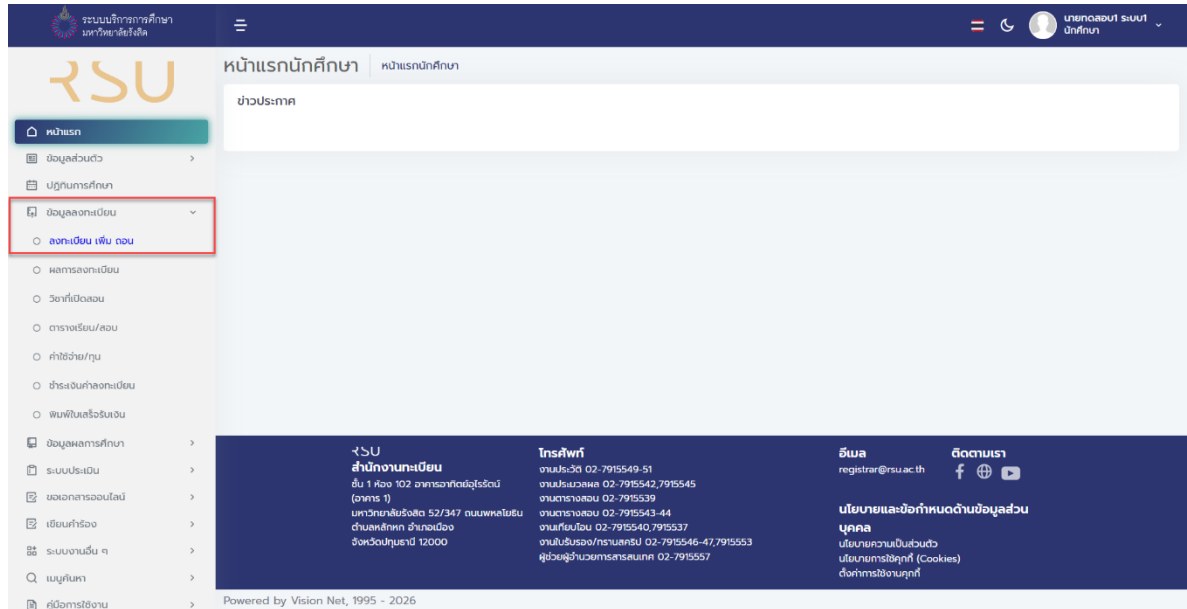 ระบบบริการการศึกษา
มหาวิทยาลัยรังสิต
นายทดสอบ1 ระบบ1
นักศึกษา
RSU
หน้าแรกนักศึกษา
หน้าแรกนักศึกษา
ข่าวประกาศ
หน้าแรก
ข้อมูลส่วนตัว
ปฏิทินการศึกษา
ข้อมูลลงทะเบียน
ลงทะเบียน เพิ่ม ถอน
ผลการลงทะเบียน
วิชาที่เปิดสอน
ตารางเรียน/สอบ
ค่าใช้จ่าย/ทุน
ชำระเงินค่าลงทะเบียน
พิมพ์ใบเสร็จรับเงิน
ข้อมูลผลการศึกษา
ระบบประเมิน
ขอเอกสารออนไลน์
เขียนคำร้อง
ระบบงานอื่น ๆ
เมนูค้นหา
คู่มือการใช้งาน
RSU
สำนักงานทะเบียน
ชั้น 1 ห้อง 102 อาคารอาทิตย์อุไรรัตน์
(อาคาร 1)
มหาวิทยาลัยรังสิต 52/347 ถนนพหลโยธิน
ตำบลหลักหก อำเภอเมือง
จังหวัดปทุมธานี 12000
โทรศัพท์
งานประวัติ 02-7915549-51
งานประมวลผล 02-7915542,7915545
งานตารางสอบ 02-7915539
งานตารางสอน 02-7915543-44
งานเทียบโอน 02-7915540,7915537
งานใบรับรอง/ทรานสคริป 02-7915546-47,7915553
ผู้ช่วยผู้อำนวยการสารสนเทศ 02-7915557
อีเมล
registrar@rsu.ac.th
ติดตามเรา
นโยบายและข้อกำหนดด้านข้อมูลส่วน
บุคคล
นโยบายความเป็นส่วนตัว
นโยบายการใช้คุกกี้ (Cookies)
ตั้งค่าการใช้งานคุกกี้
Powered by Vision Net, 1995 - 2026